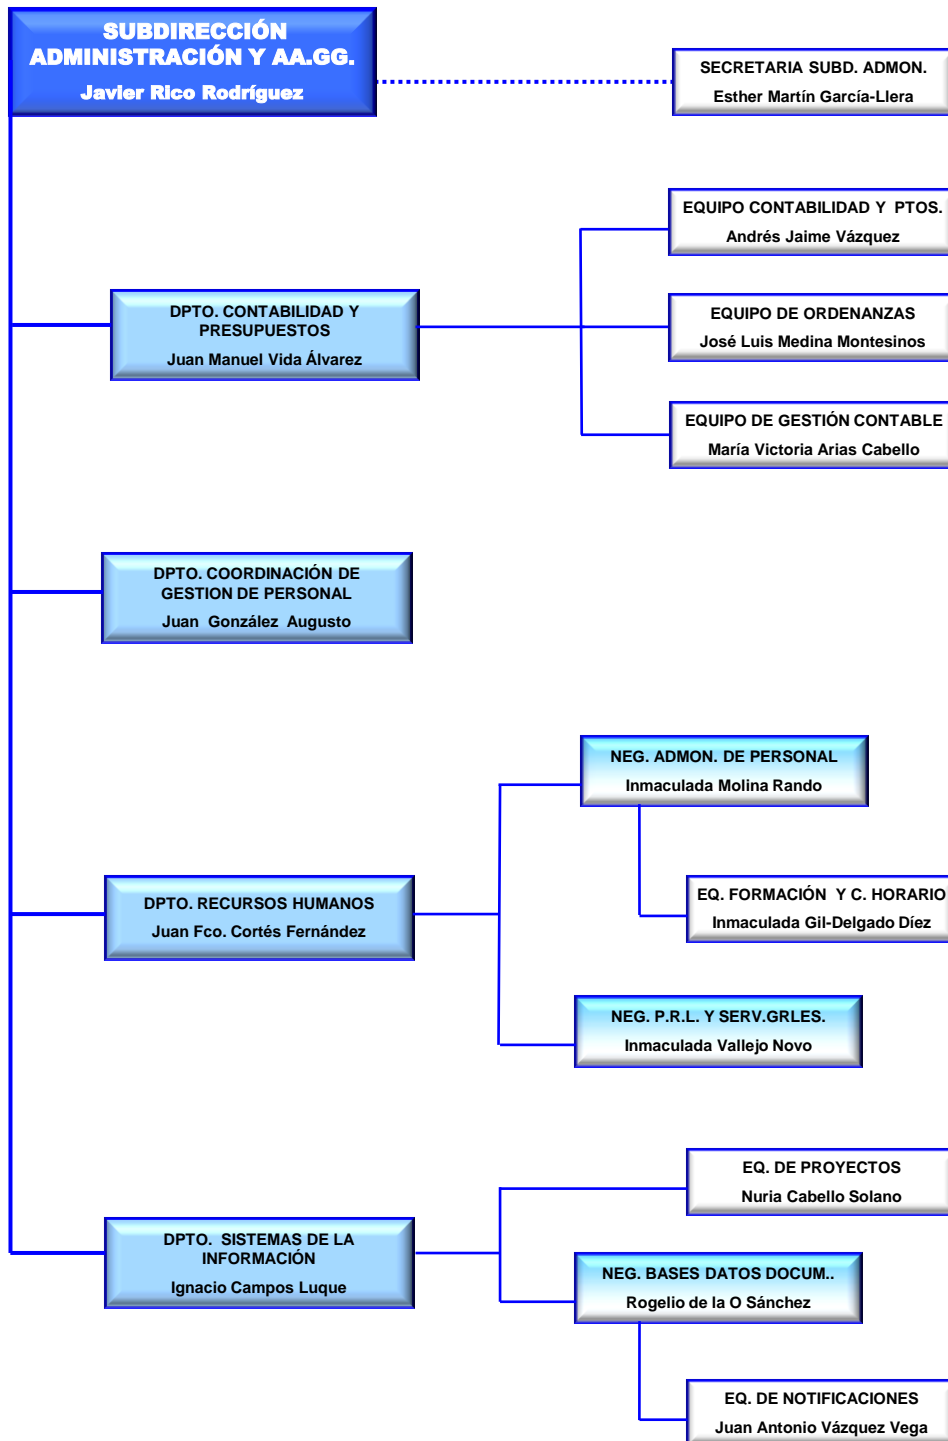 SUBDIRECCIÓN
ADMINISTRACIÓN Y AA.GG.
Javier Rico Rodríguez
SECRETARIA SUBD. ADMON.
Esther Martín García-Llera
EQUIPO CONTABILIDAD Y PTOS.
Andrés Jaime Vázquez
DPTO. CONTABILIDAD Y
PRESUPUESTOS
Juan Manuel Vida Álvarez
EQUIPO DE ORDENANZAS
José Luis Medina Montesinos
EQUIPO DE GESTIÓN CONTABLE
María Victoria Arias Cabello
DPTO. COORDINACIÓN DE
GESTION DE PERSONAL
Juan González Augusto
NEG. ADMON. DE PERSONAL
Inmaculada Molina Rando
DPTO. RECURSOS HUMANOS
Juan Fco. Cortés Fernández
EQ. FORMACIÓN Y C. HORARIO
Inmaculada Gil-Delgado Díez
NEG. P.R.L. Y SERV.GRLES.
Inmaculada Vallejo Novo
EQ. DE PROYECTOS
Nuria Cabello Solano
DPTO. SISTEMAS DE LA
INFORMACIÓN
Ignacio Campos Luque
NEG. BASES DATOS DOCUM..
Rogelio de la O Sánchez
EQ. DE NOTIFICACIONES
Juan Antonio Vázquez Vega